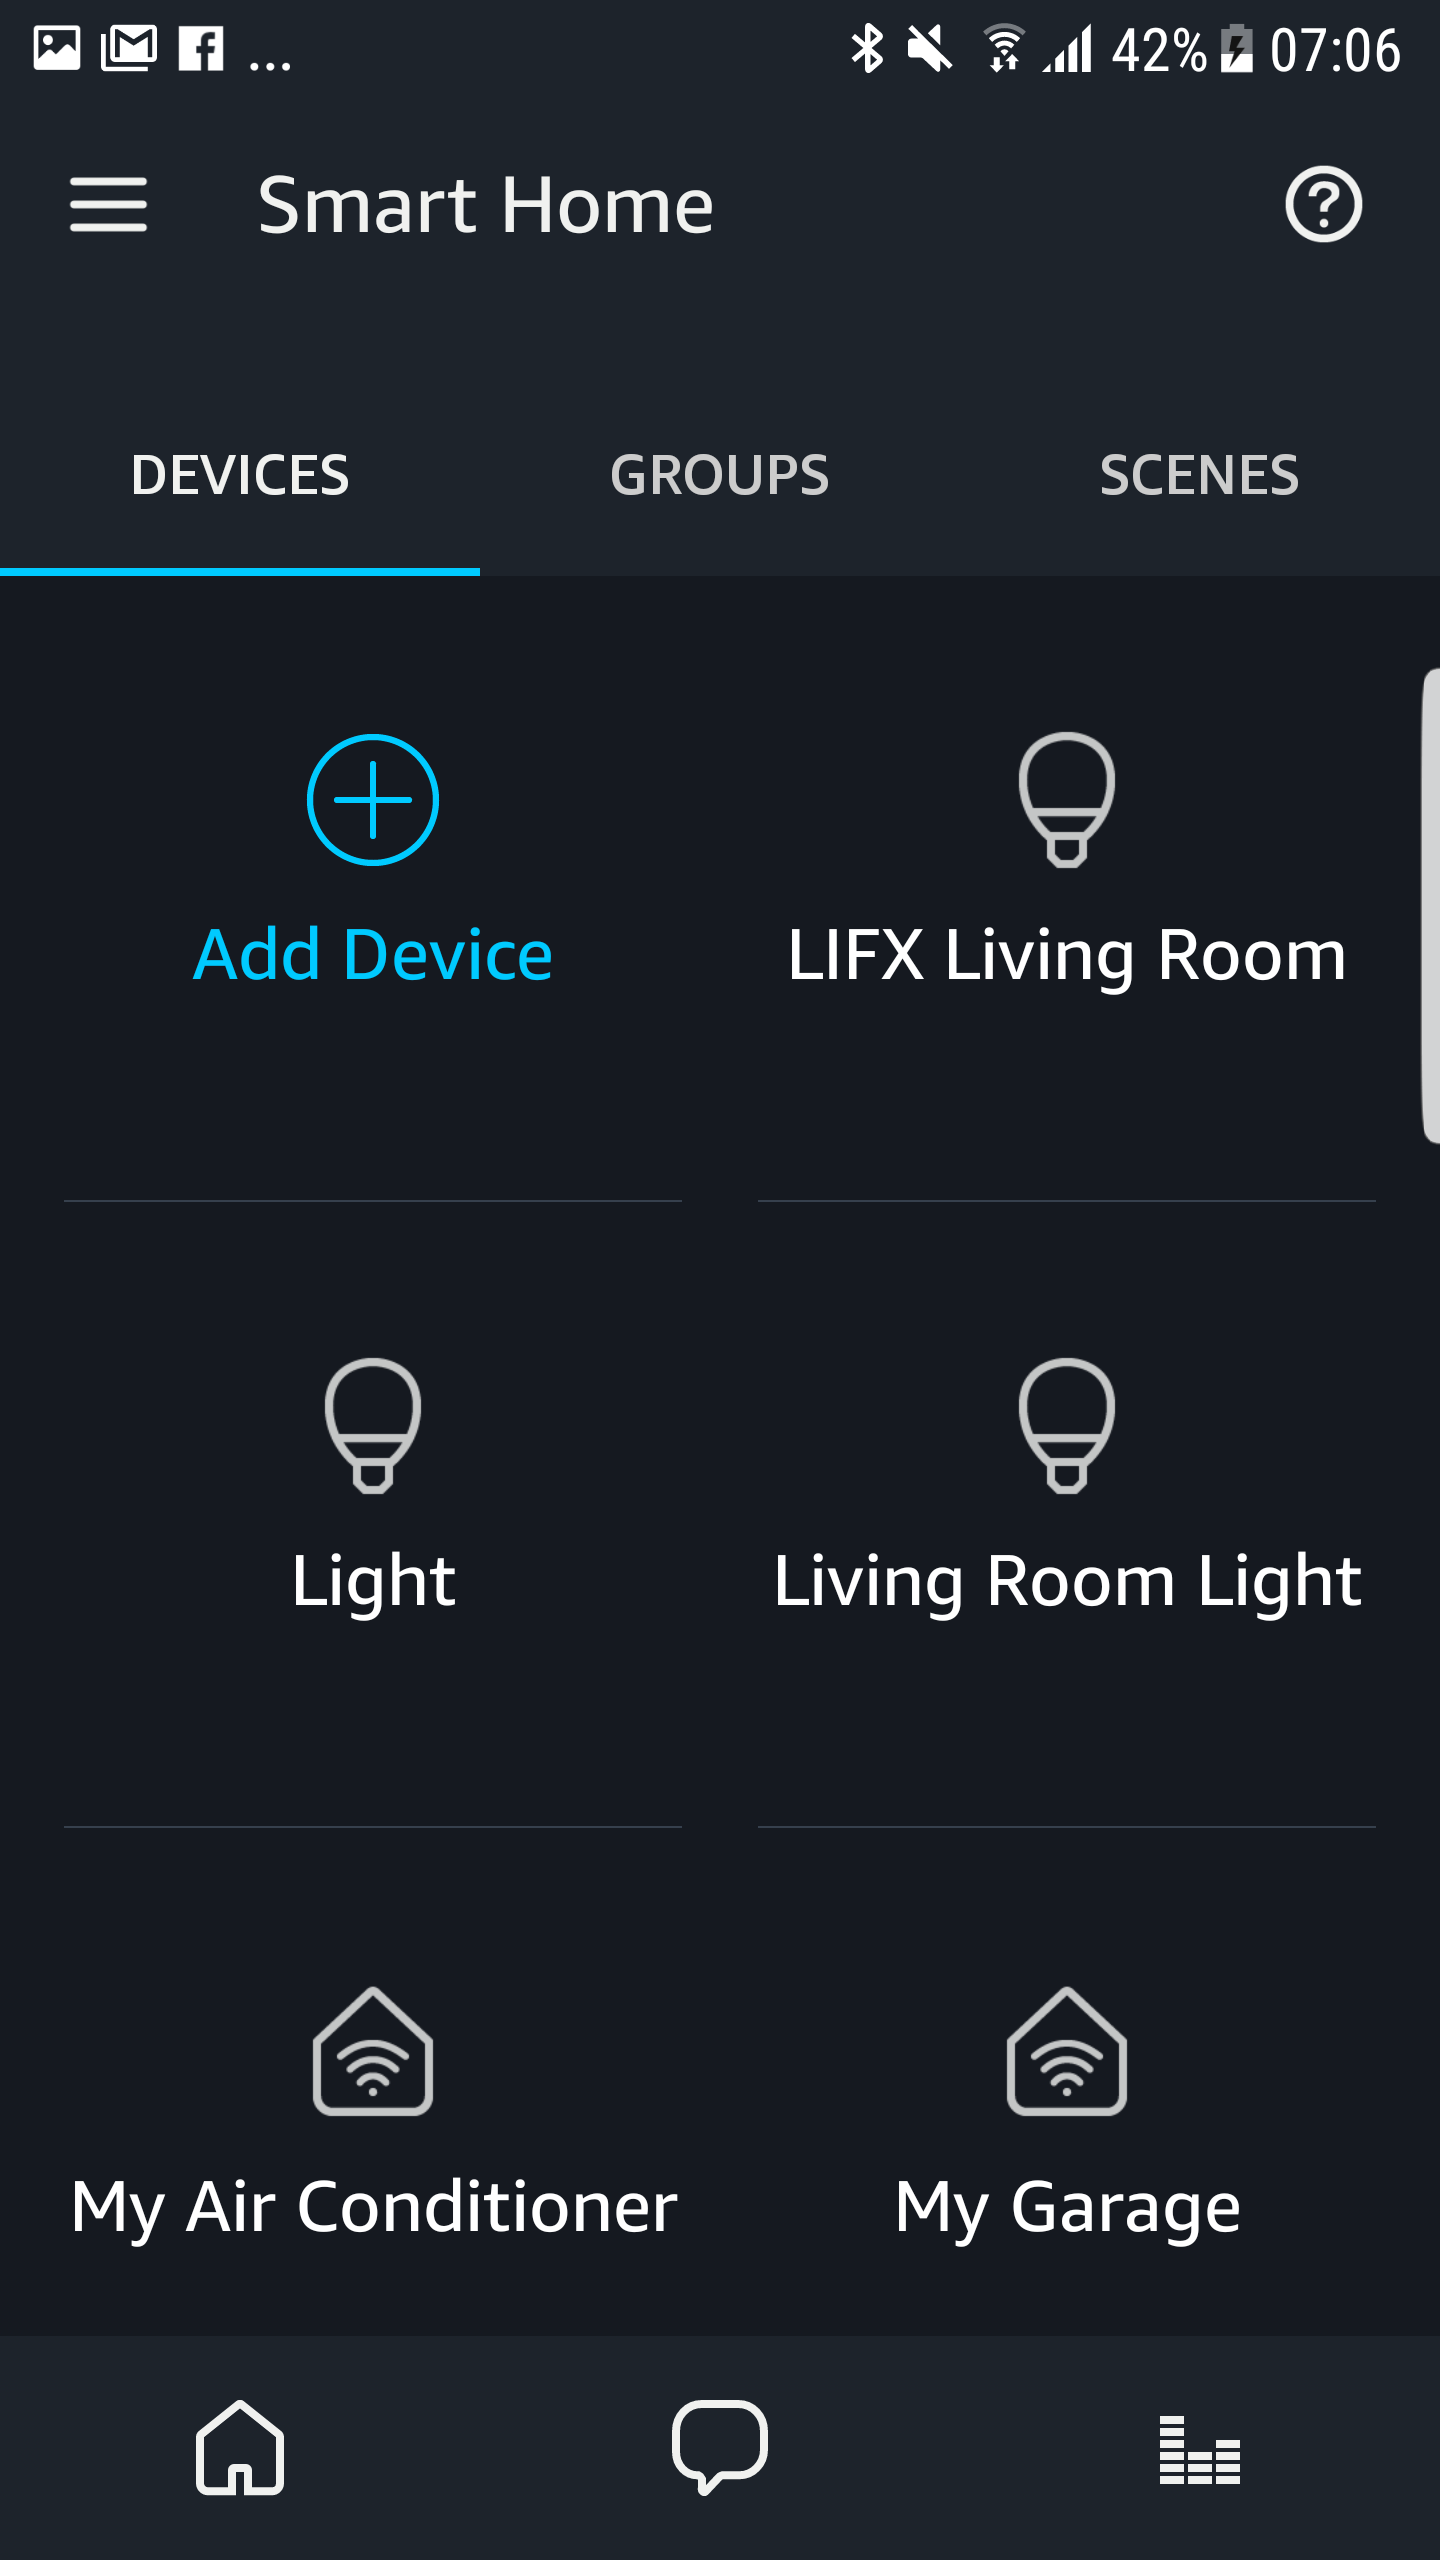 ... 42% 07:06
Smart Home
DEVICES GROUPS SCENES
Add Device LIFX Living Room
Light Living Room Light
My Air Conditioner My Garage